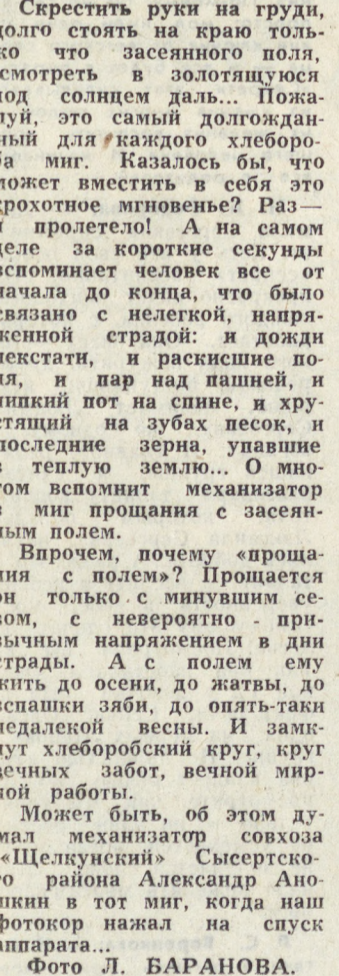 Скрестить руки на груди,
долго стоять на краю толь-
ко что засеянного поля,
смотреть в золотящуюся
под солнцем даль... Пожа-
луй, это самый долгождан-
ный для каждого хлеборо-
ба миг. Казалось бы, что
может вместить в себя это
крохотное мгновенье? Раз—
и пролетело! А на самом
деле за короткие секунды
вспоминает человек все от
начала до конца, что было
связано с нелегкой, напря-
женной страдой: и дожди
некстати, и раскисшие по-
ля, и пар над пашней, и
липкий пот на спине, и хру-
стящий на зубах песок, и
последние зерна, упавшие
в теплую землю... О мно-
гом вспомнит механизатор
в миг прощания с засеян-
ным полем.
Впрочем, почему «проща-
ния с полем»? Прощается
он только с минувшим се-
вом, с невероятно - при-
вычным напряжением в дни
страды. А с полем ему
жить до осени, до жатвы, до
вспашки зяби, до опять-таки
недалекой весны. И замк-
нут хлеборобский круг, круг
вечных забот, вечной мир-
ной работы.
Может быть, об этом ду-
мал механизатор совхоза
«Щелкунский» Сысертско-
го района Александр Ано-
шкин в тот миг, когда наш
фотокор нажал на спуск
аппарата...
Фото Л. БАРАНОВА.